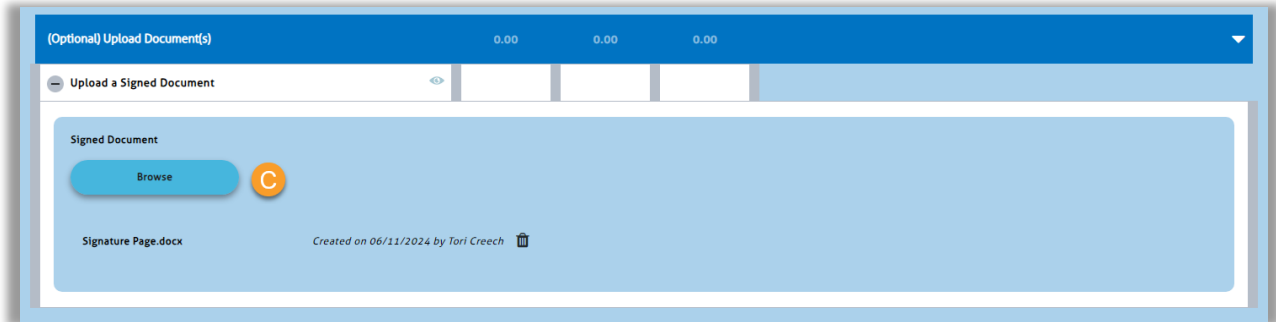 (Optional) Upload Document(s) 0.00 0.00 0.00
Upload a Signed Document
Signed Document
Browse C
Signature Page.docx Created on 06/11/2024 by Tori Creech